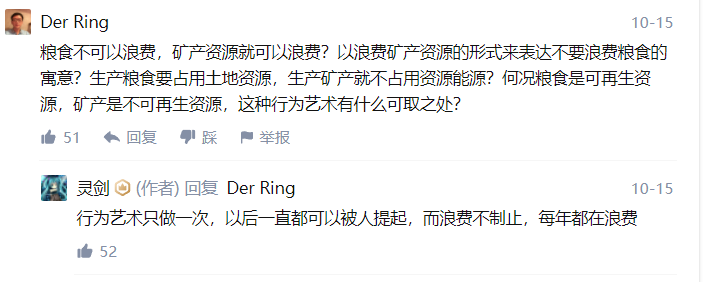 Der Ring 10-15
粮食不可以浪费，矿产资源就可以浪费？以浪费矿产资源的形式来表达不要浪费粮食的
寓意？生产粮食要占用土地资源，生产矿产就不占用资源能源？何况粮食是可再生资
源，矿产是不可再生资源，这种行为艺术有什么可取之处？
51 回复 踩 举报
灵剑 (作者) 回复 Der Ring 10-15
行为艺术只做一次，以后一直都可以被人提起，而浪费不制止，每年都在浪费
52